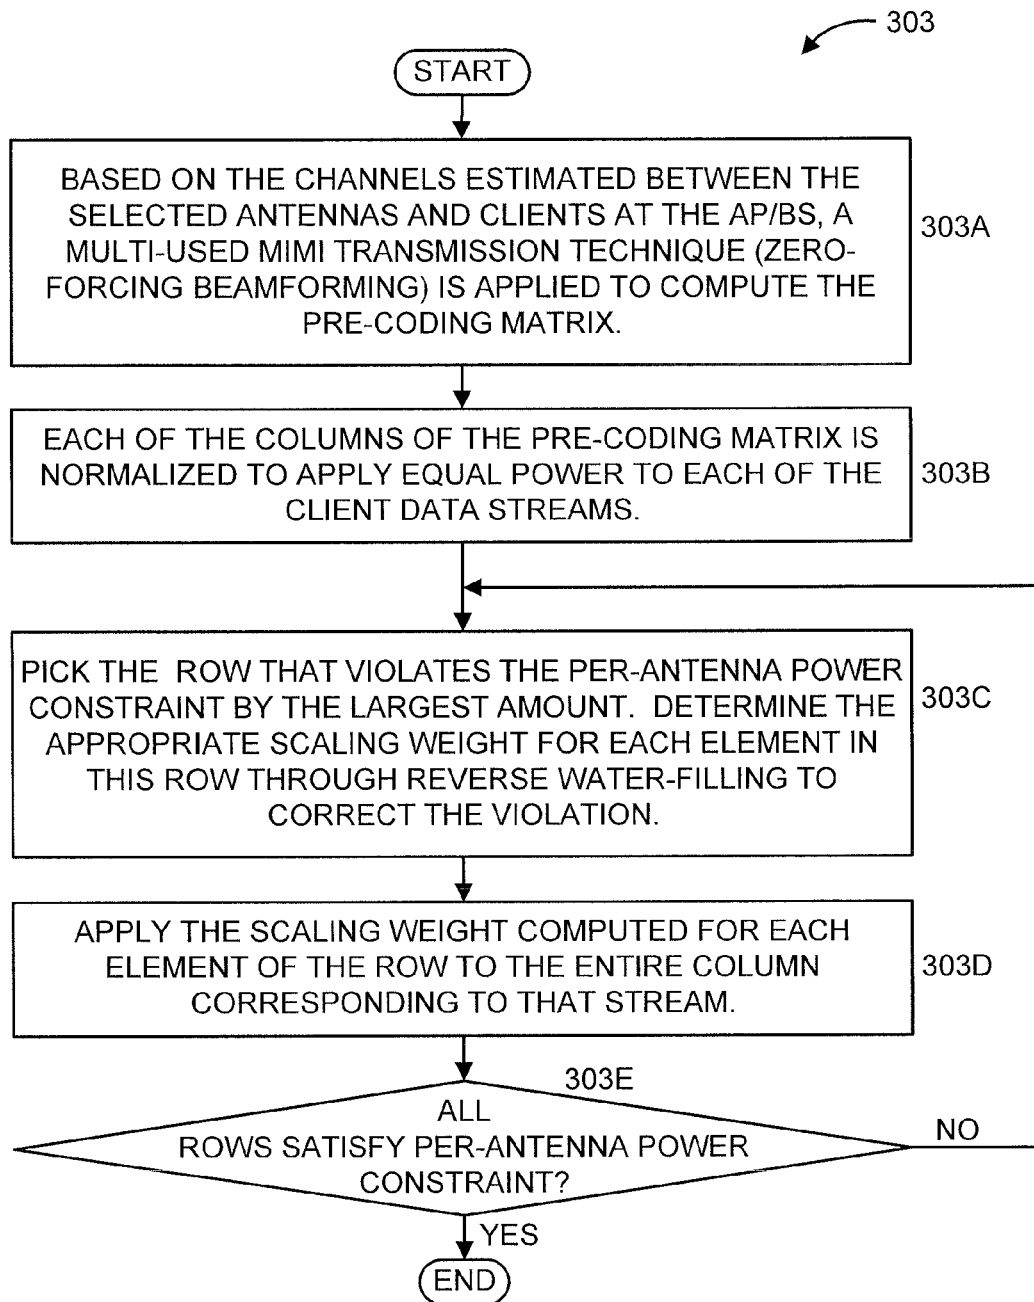 303
START
BASED ON THE CHANNELS ESTIMATED BETWEEN THE
SELECTED ANTENNAS AND CLIENTS AT THE AP/BS, A
MULTI-USED MIMI TRANSMISSION TECHNIQUE (ZERO-
FORCING BEAMFORMING) IS APPLIED TO COMPUTE THE
PRE-CODING MATRIX.
303A
EACH OF THE COLUMNS OF THE PRE-CODING MATRIX IS
NORMALIZED TO APPLY EQUAL POWER TO EACH OF THE
CLIENT DATA STREAMS.
303B
PICK THE ROW THAT VIOLATES THE PER-ANTENNA POWER
CONSTRAINT BY THE LARGEST AMOUNT. DETERMINE THE
APPROPRIATE SCALING WEIGHT FOR EACH ELEMENT IN
THIS ROW THROUGH REVERSE WATER-FILLING TO
CORRECT THE VIOLATION.
303C
APPLY THE SCALING WEIGHT COMPUTED FOR EACH
ELEMENT OF THE ROW TO THE ENTIRE COLUMN
CORRESPONDING TO THAT STREAM.
303D
303E
ALL
ROWS SATISFY PER-ANTENNA POWER
CONSTRAINT?
NO
YES
END